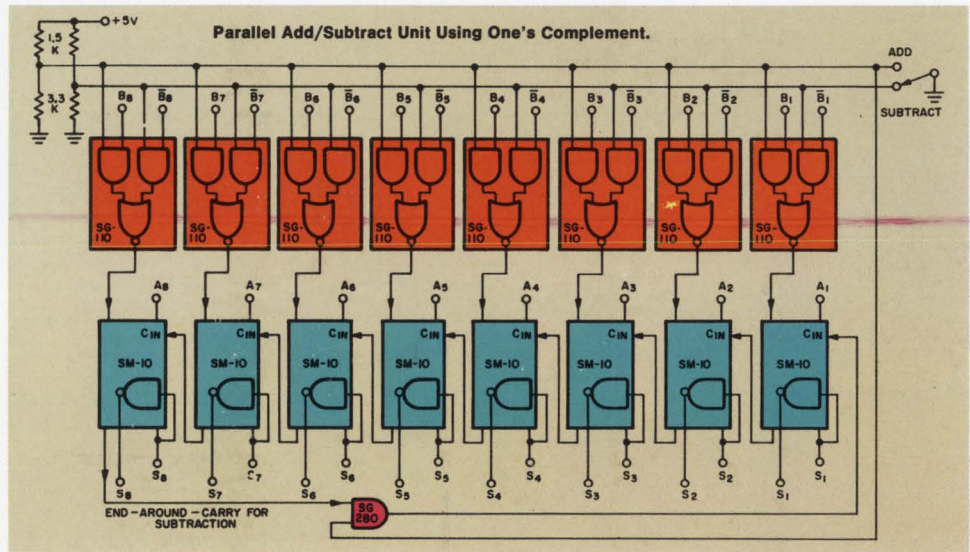 +5V
Parallel Add/Subtract Unit Using One's Complement.
1.5 K
3.3 K
ADD
SUBTRACT
B8 B̅8 B7 B̅7 B6 B̅6 B5 B̅5 B4 B̅4 B3 B̅3 B2 B̅2 B1 B̅1
SG-110 SG-110 SG-110 SG-110 SG-110 SG-110 SG-110 SG-110
A8 A7 A6 A5 A4 A3 A2 A1
CIN CIN CIN CIN CIN CIN CIN CIN
SM-10 SM-10 SM-10 SM-10 SM-10 SM-10 SM-10 SM-10
S8 S8 S7 S7 S6 S6 S5 S5 S4 S4 S3 S3 S2 S2 S1 S1
END-AROUND-CARRY FOR SUBTRACTION
SG 280